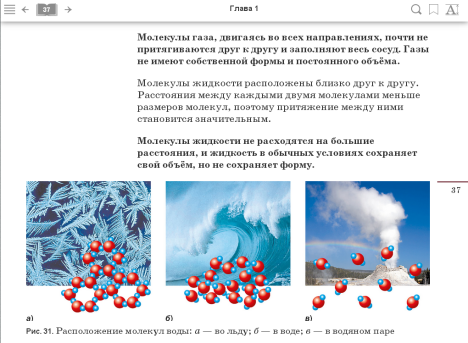 37
Глава 1
A
Молекулы газа, двигаясь во всех направлениях, почти не
притягиваются друг к другу и заполняют весь сосуд. Газы
не имеют собственной формы и постоянного объёма.
Молекулы жидкости расположены близко друг к другу.
Расстояния между каждыми двумя молекулами меньше
размеров молекул, поэтому притяжение между ними
становится значительным.
Молекулы жидкости не расходятся на большие
расстояния, и жидкость в обычных условиях сохраняет
свой объём, но не сохраняет форму.
37
а) б) в)
Рис. 31. Расположение молекул воды: а — во льду; б — в воде; в — в водяном паре